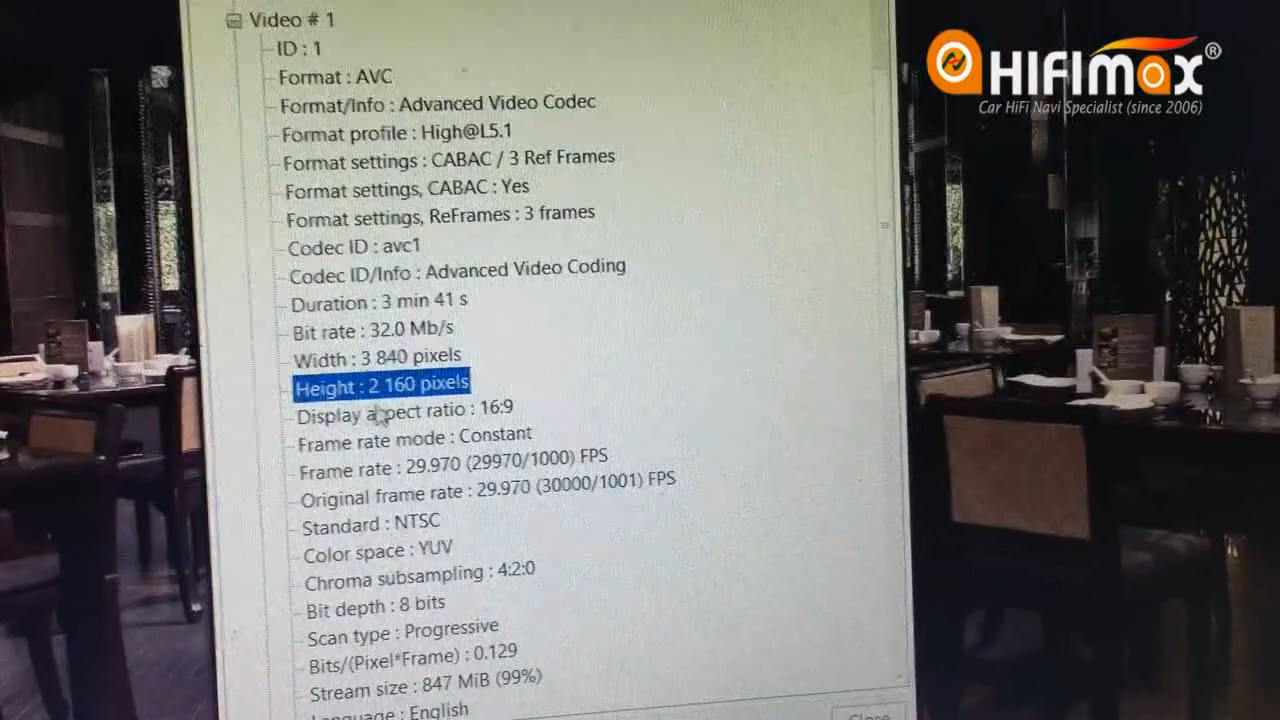 Video # 1
ID : 1
Format : AVC
Format/Info : Advanced Video Codec
Format profile : High@L5.1
Format settings : CABAC / 3 Ref Frames
Format settings, CABAC : Yes
Format settings, ReFrames : 3 frames
Codec ID : avc1
Codec ID/Info : Advanced Video Coding
Duration : 3 min 41 s
Bit rate : 32.0 Mb/s
Width : 3 840 pixels
Height : 2 160 pixels
Display aspect ratio : 16:9
Frame rate mode : Constant
Frame rate : 29.970 (29970/1000) FPS
Original frame rate : 29.970 (30000/1001) FPS
Standard : NTSC
Color space : YUV
Chroma subsampling : 4:2:0
Bit depth : 8 bits
Scan type : Progressive
Bits/(Pixel*Frame) : 0.129
Stream size : 847 MiB (99%)
Language : English
Close
HiFiMAX®
Car HiFi Navi Specialist (since 2006)